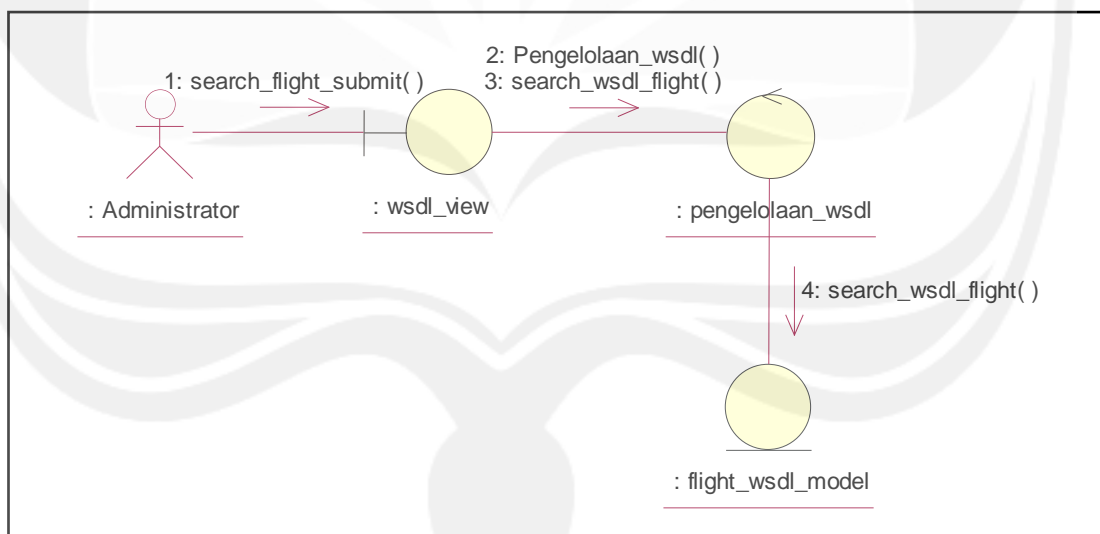 2: Pengelolaan_wsdl( )
1: search_flight_submit( )
3: search_wsdl_flight( )
: Administrator
: wsdl_view
: pengelolaan_wsdl
4: search_wsdl_flight( )
: flight_wsdl_model